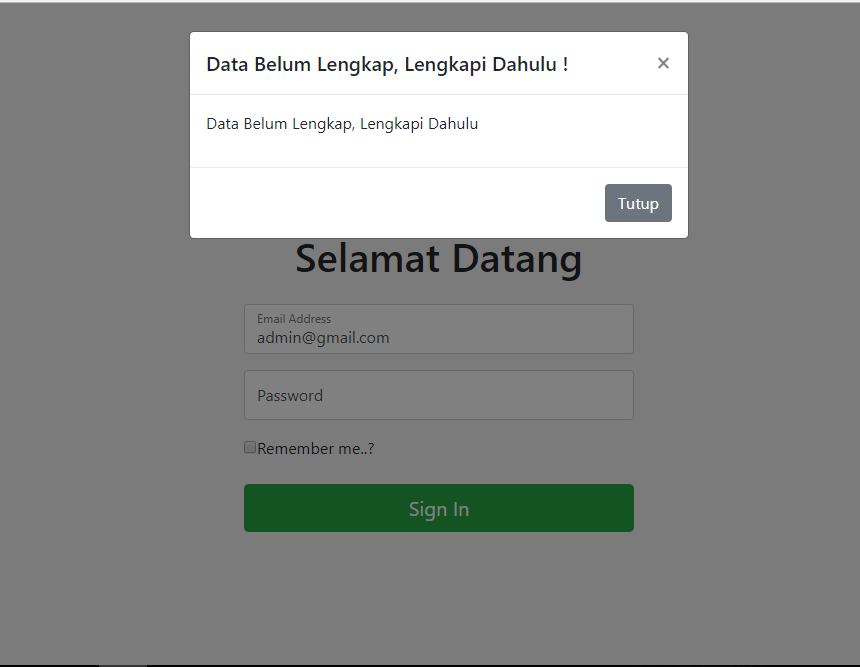 Data Belum Lengkap, Lengkapi Dahulu !
×
Data Belum Lengkap, Lengkapi Dahulu
Tutup
Selamat Datang
Email Address
admin@gmail.com
Password
Remember me..?
Sign In